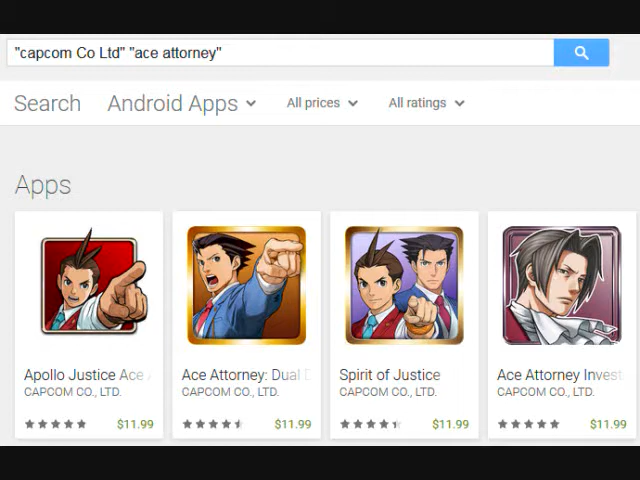 "capcom Co Ltd" "ace attorney"
Search Android Apps All prices All ratings
Apps
Apollo Justice Ace Ace Attorney: Dual Spirit of Justice Ace Attorney Invest
CAPCOM CO., LTD. CAPCOM CO., LTD. CAPCOM CO., LTD. CAPCOM CO., LTD.
$11.99 $11.99 $11.99 $11.99